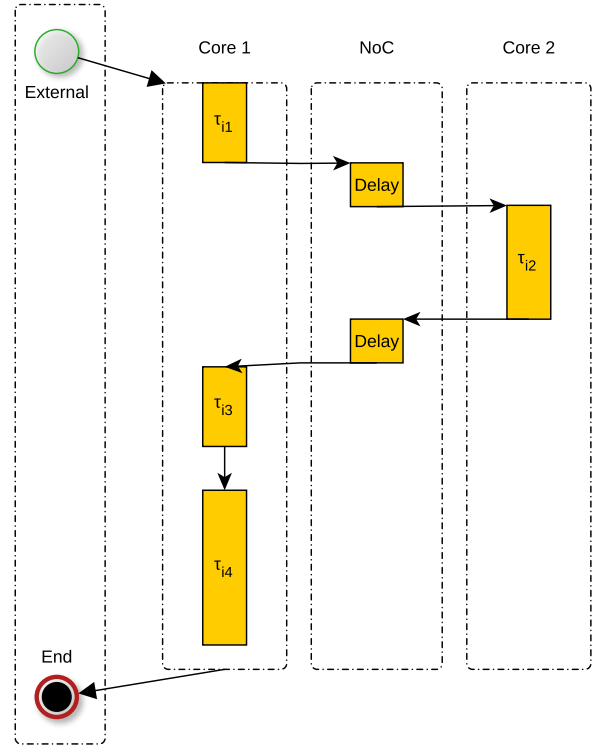 Core 1
NoC
Core 2
External
τi1
Delay
τi2
Delay
τi3
τi4
End